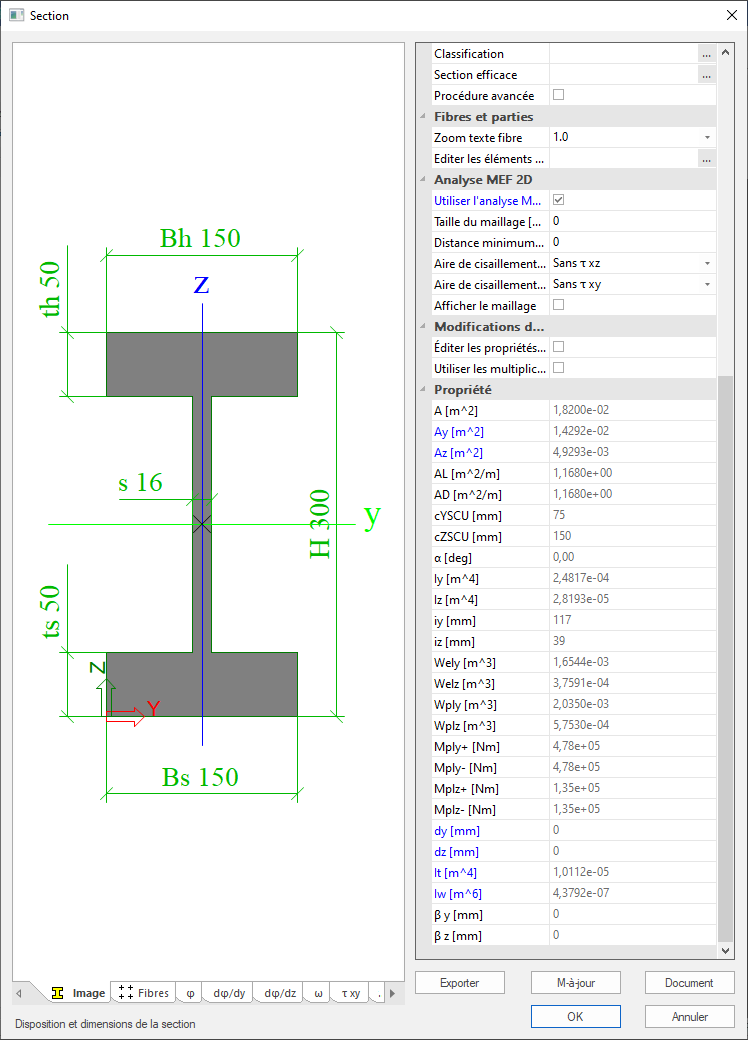 Section
Bh 150
th 50
z
s 16
H 300
y
ts 50
Z
Y
Bs 150
Image
Fibres
φ
dφ/dy
dφ/dz
ω
τ xy
.
Disposition et dimensions de la section
Classification ...
Section efficace ...
Procédure avancée
Fibres et parties
Zoom texte fibre 1.0
Editer les éléments ... ...
Analyse MEF 2D
Utiliser l'analyse M...
Taille du maillage [... 0
Distance minimum... 0
Aire de cisaillement... Sans τ xz
Aire de cisaillement... Sans τ xy
Afficher le maillage
Modifications d...
Éditer les propriétés...
Utiliser les multiplic...
Propriété
A [m^2] 1,8200e-02
Ay [m^2] 1,4292e-02
Az [m^2] 4,9293e-03
AL [m^2/m] 1,1680e+00
AD [m^2/m] 1,1680e+00
cYSCU [mm] 75
cZSCU [mm] 150
α [deg] 0,00
Iy [m^4] 2,4817e-04
Iz [m^4] 2,8193e-05
iy [mm] 117
iz [mm] 39
Wely [m^3] 1,6544e-03
Welz [m^3] 3,7591e-04
Wply [m^3] 2,0350e-03
Wplz [m^3] 5,7530e-04
Mply+ [Nm] 4,78e+05
Mply- [Nm] 4,78e+05
Mplz+ [Nm] 1,35e+05
Mplz- [Nm] 1,35e+05
dy [mm] 0
dz [mm] 0
It [m^4] 1,0112e-05
Iw [m^6] 4,3792e-07
β y [mm] 0
β z [mm] 0
Exporter
M-à-jour
Document
OK
Annuler